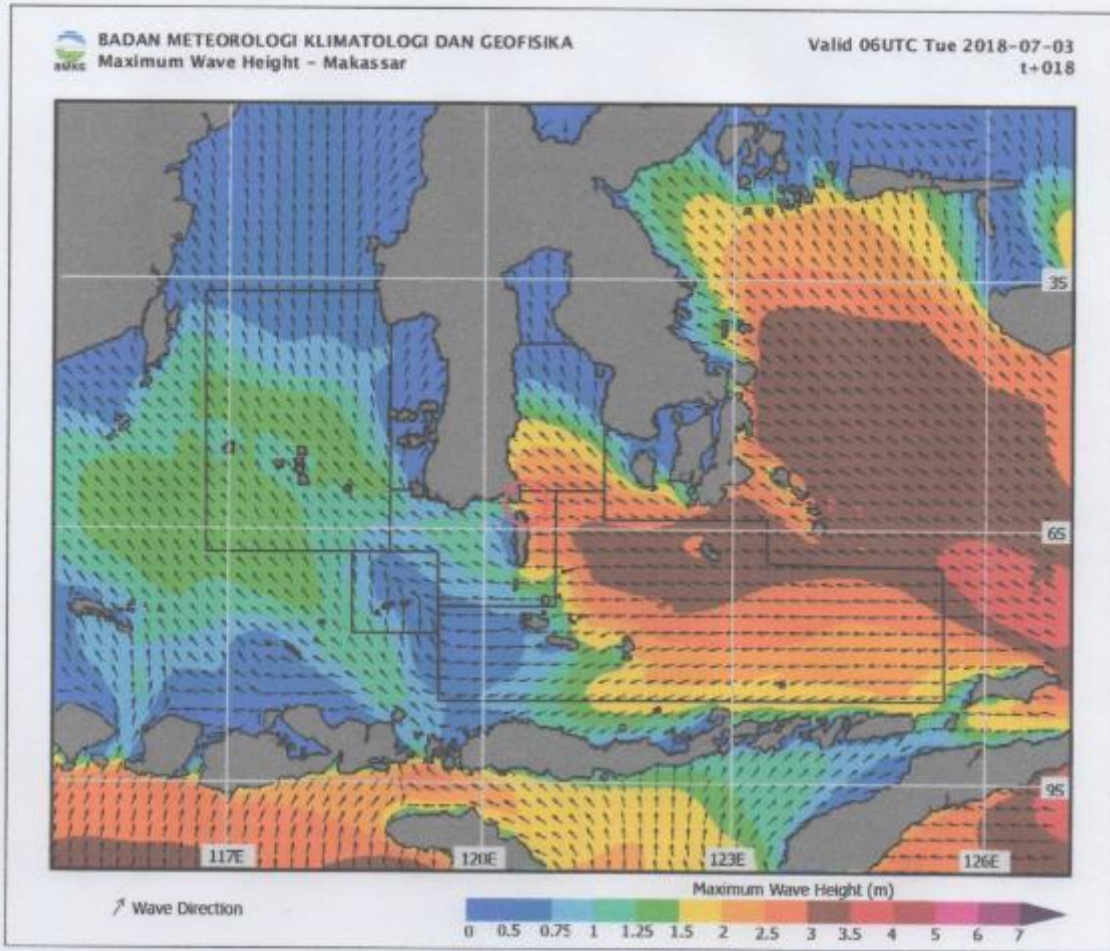 BADAN METEOROLOGI KLIMATOLOGI DAN GEOFISIKA
Maximum Wave Height - Makassar
BMKG
Valid 06UTC Tue 2018-07-03
t+018
3S
6S
9S
117E 120E 123E 126E
Wave Direction
Maximum Wave Height (m)
0 0.5 0.75 1 1.25 1.5 2 2.5 3 3.5 4 5 6 7